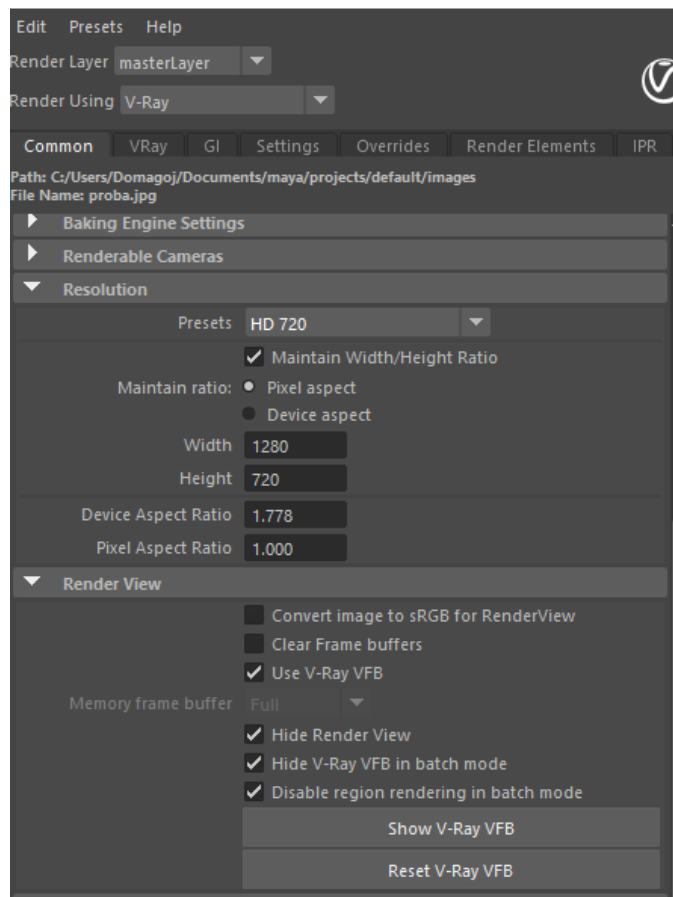 Edit Presets Help
Render Layer masterLayer
Render Using V-Ray
Common VRay GI Settings Overrides Render Elements IPR
Path: C:/Users/Domagoj/Documents/maya/projects/default/images
File Name: proba.jpg
Baking Engine Settings
Renderable Cameras
Resolution
Presets HD 720
Maintain Width/Height Ratio
Maintain ratio: Pixel aspect
Device aspect
Width 1280
Height 720
Device Aspect Ratio 1.778
Pixel Aspect Ratio 1.000
Render View
Convert image to sRGB for RenderView
Clear Frame buffers
Use V-Ray VFB
Memory frame buffer Full
Hide Render View
Hide V-Ray VFB in batch mode
Disable region rendering in batch mode
Show V-Ray VFB
Reset V-Ray VFB